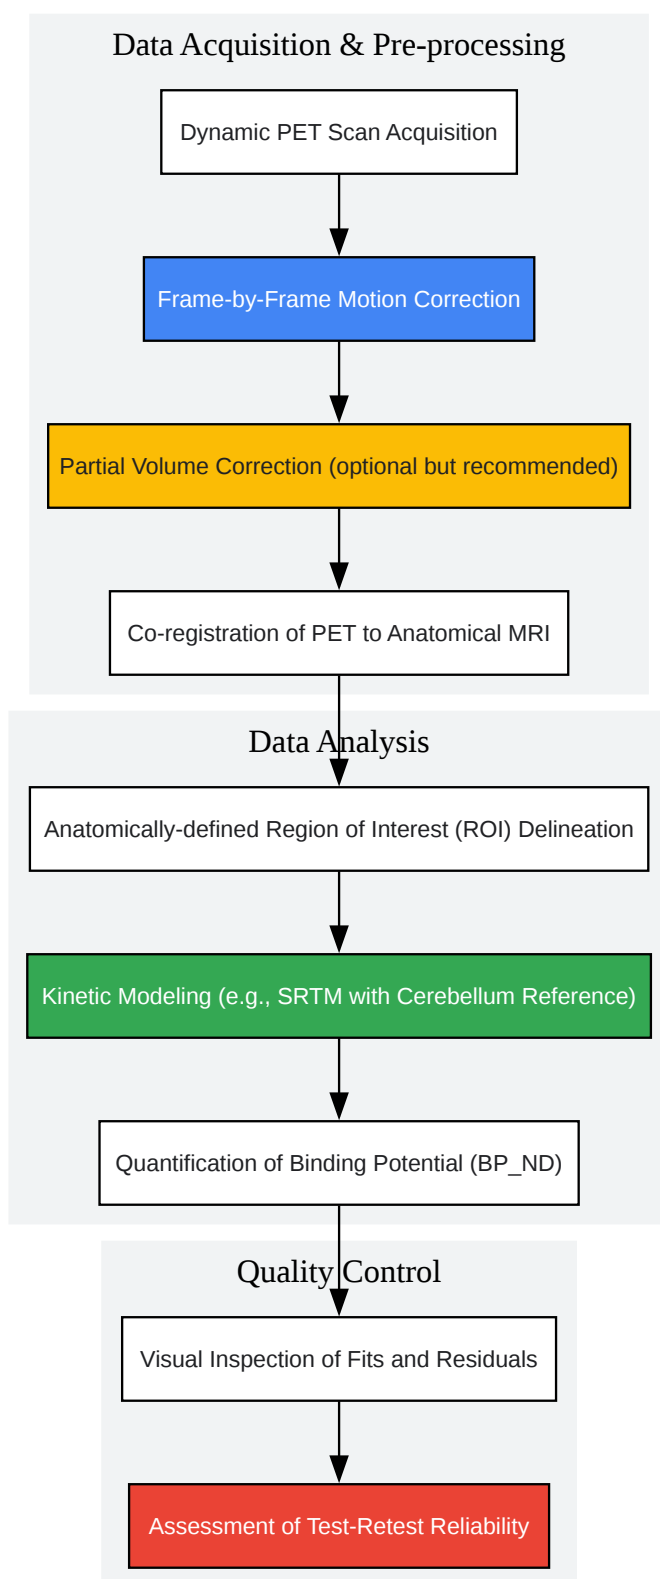 Data Acquisition & Pre-processing
Dynamic PET Scan Acquisition
Frame-by-Frame Motion Correction
Partial Volume Correction (optional but recommended)
Co-registration of PET to Anatomical MRI
Data Analysis
Anatomically-defined Region of Interest (ROI) Delineation
Kinetic Modeling (e.g., SRTM with Cerebellum Reference)
Quantification of Binding Potential (BP_ND)
Quality Control
Visual Inspection of Fits and Residuals
Assessment of Test-Retest Reliability